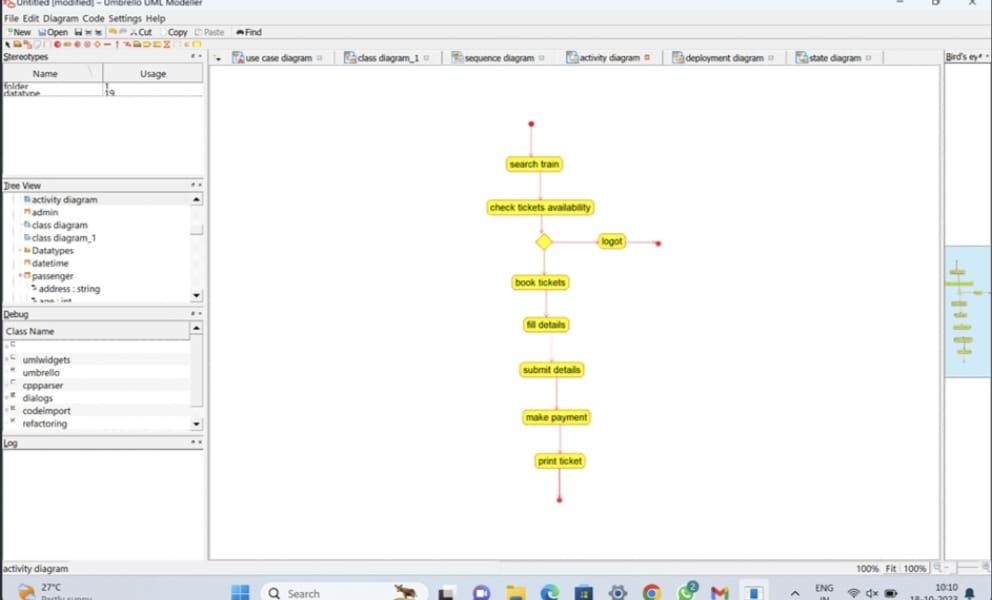 Untitled [modified] – Umbrello UML Modeller
File Edit Diagram Code Settings Help
New Open Cut Copy Paste Find
Stereotypes
Name Usage
folder 1
datatype 19
use case diagram class diagram_1 sequence diagram activity diagram deployment diagram state diagram
Bird's ey
Tree View
activity diagram
admin
class diagram
class diagram_1
Datatypes
datetime
passenger
address : string
age : int
Debug
Class Name
umlwidgets
umbrello
cppparser
dialogs
codeimport
refactoring
Log
search train
check tickets availability
logot
book tickets
fill details
submit details
make payment
print ticket
activity diagram
100% Fit 100%
27°C
Partly sunny
Search
2
ENG
IN
10:10
18-10-2023